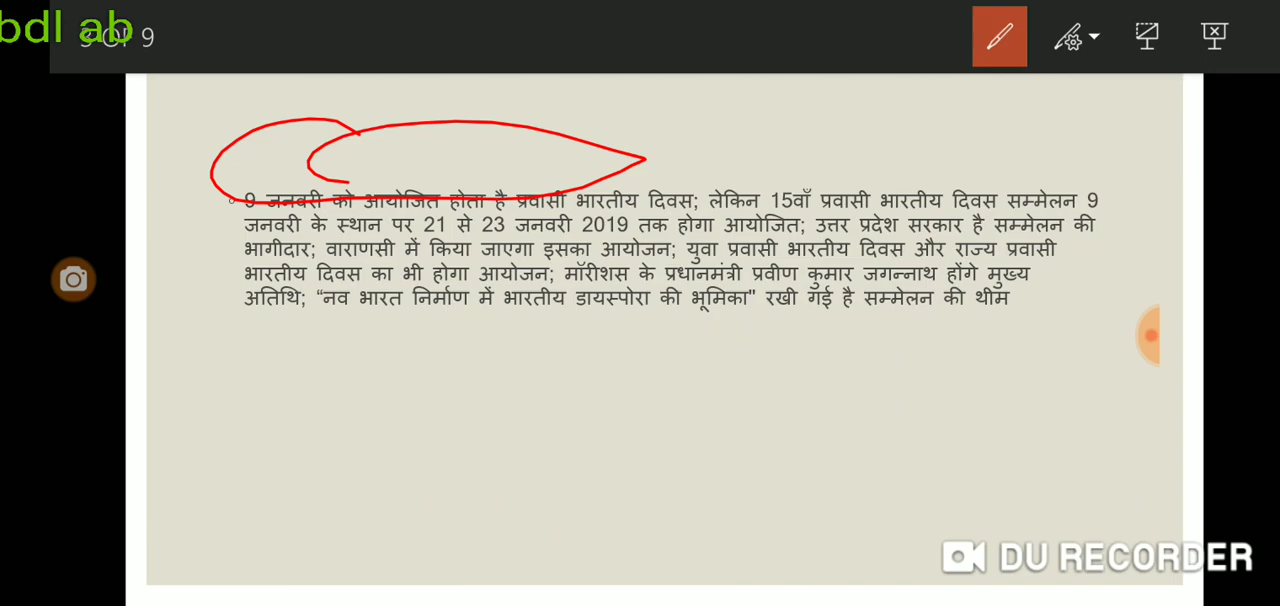 bdl ab
9 OF 9
9 जनवरी को आयोजित होता है प्रवासी भारतीय दिवस; लेकिन 15वाँ प्रवासी भारतीय दिवस सम्मेलन 9
जनवरी के स्थान पर 21 से 23 जनवरी 2019 तक होगा आयोजित; उत्तर प्रदेश सरकार है सम्मेलन की
भागीदार; वाराणसी में किया जाएगा इसका आयोजन; युवा प्रवासी भारतीय दिवस और राज्य प्रवासी
भारतीय दिवस का भी होगा आयोजन; मॉरीशस के प्रधानमंत्री प्रवीण कुमार जगन्नाथ होंगे मुख्य
अतिथि; “नव भारत निर्माण में भारतीय डायस्पोरा की भूमिका" रखी गई है सम्मेलन की थीम
DU RECORDER